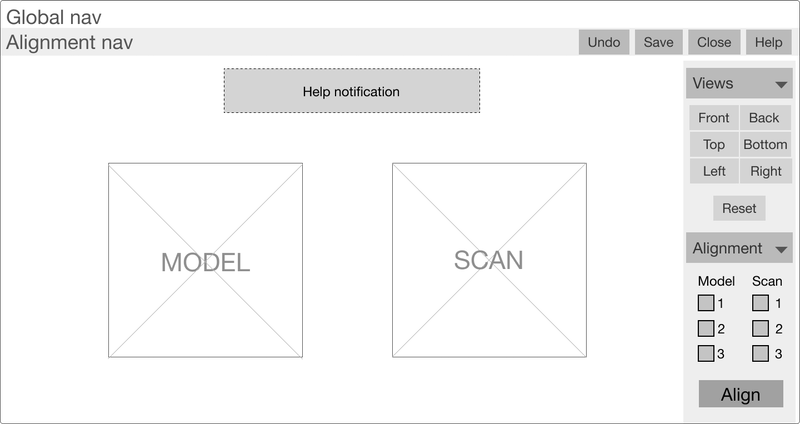 Global nav
Alignment nav
Undo Save Close Help
Help notification
MODEL
SCAN
Views
Front Back
Top Bottom
Left Right
Reset
Alignment
Model Scan
1 1
2 2
3 3
Align